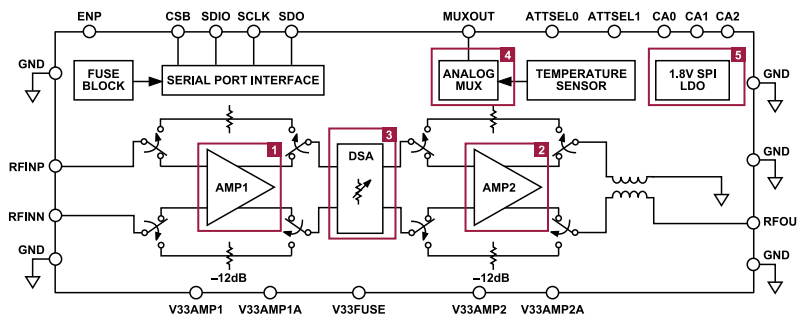 ENP
CSB SDIO SCLK SDO
MUXOUT
ATTSEL0 ATTSEL1
CA0 CA1 CA2
GND
FUSE
BLOCK
SERIAL PORT INTERFACE
4
ANALOG
MUX
TEMPERATURE
SENSOR
5
1.8V SPI
LDO
GND
RFINP
1
AMP1
3
DSA
2
AMP2
GND
RFINN
RFOU
GND
–12dB
–12dB
GND
V33AMP1 V33AMP1A V33FUSE V33AMP2 V33AMP2A